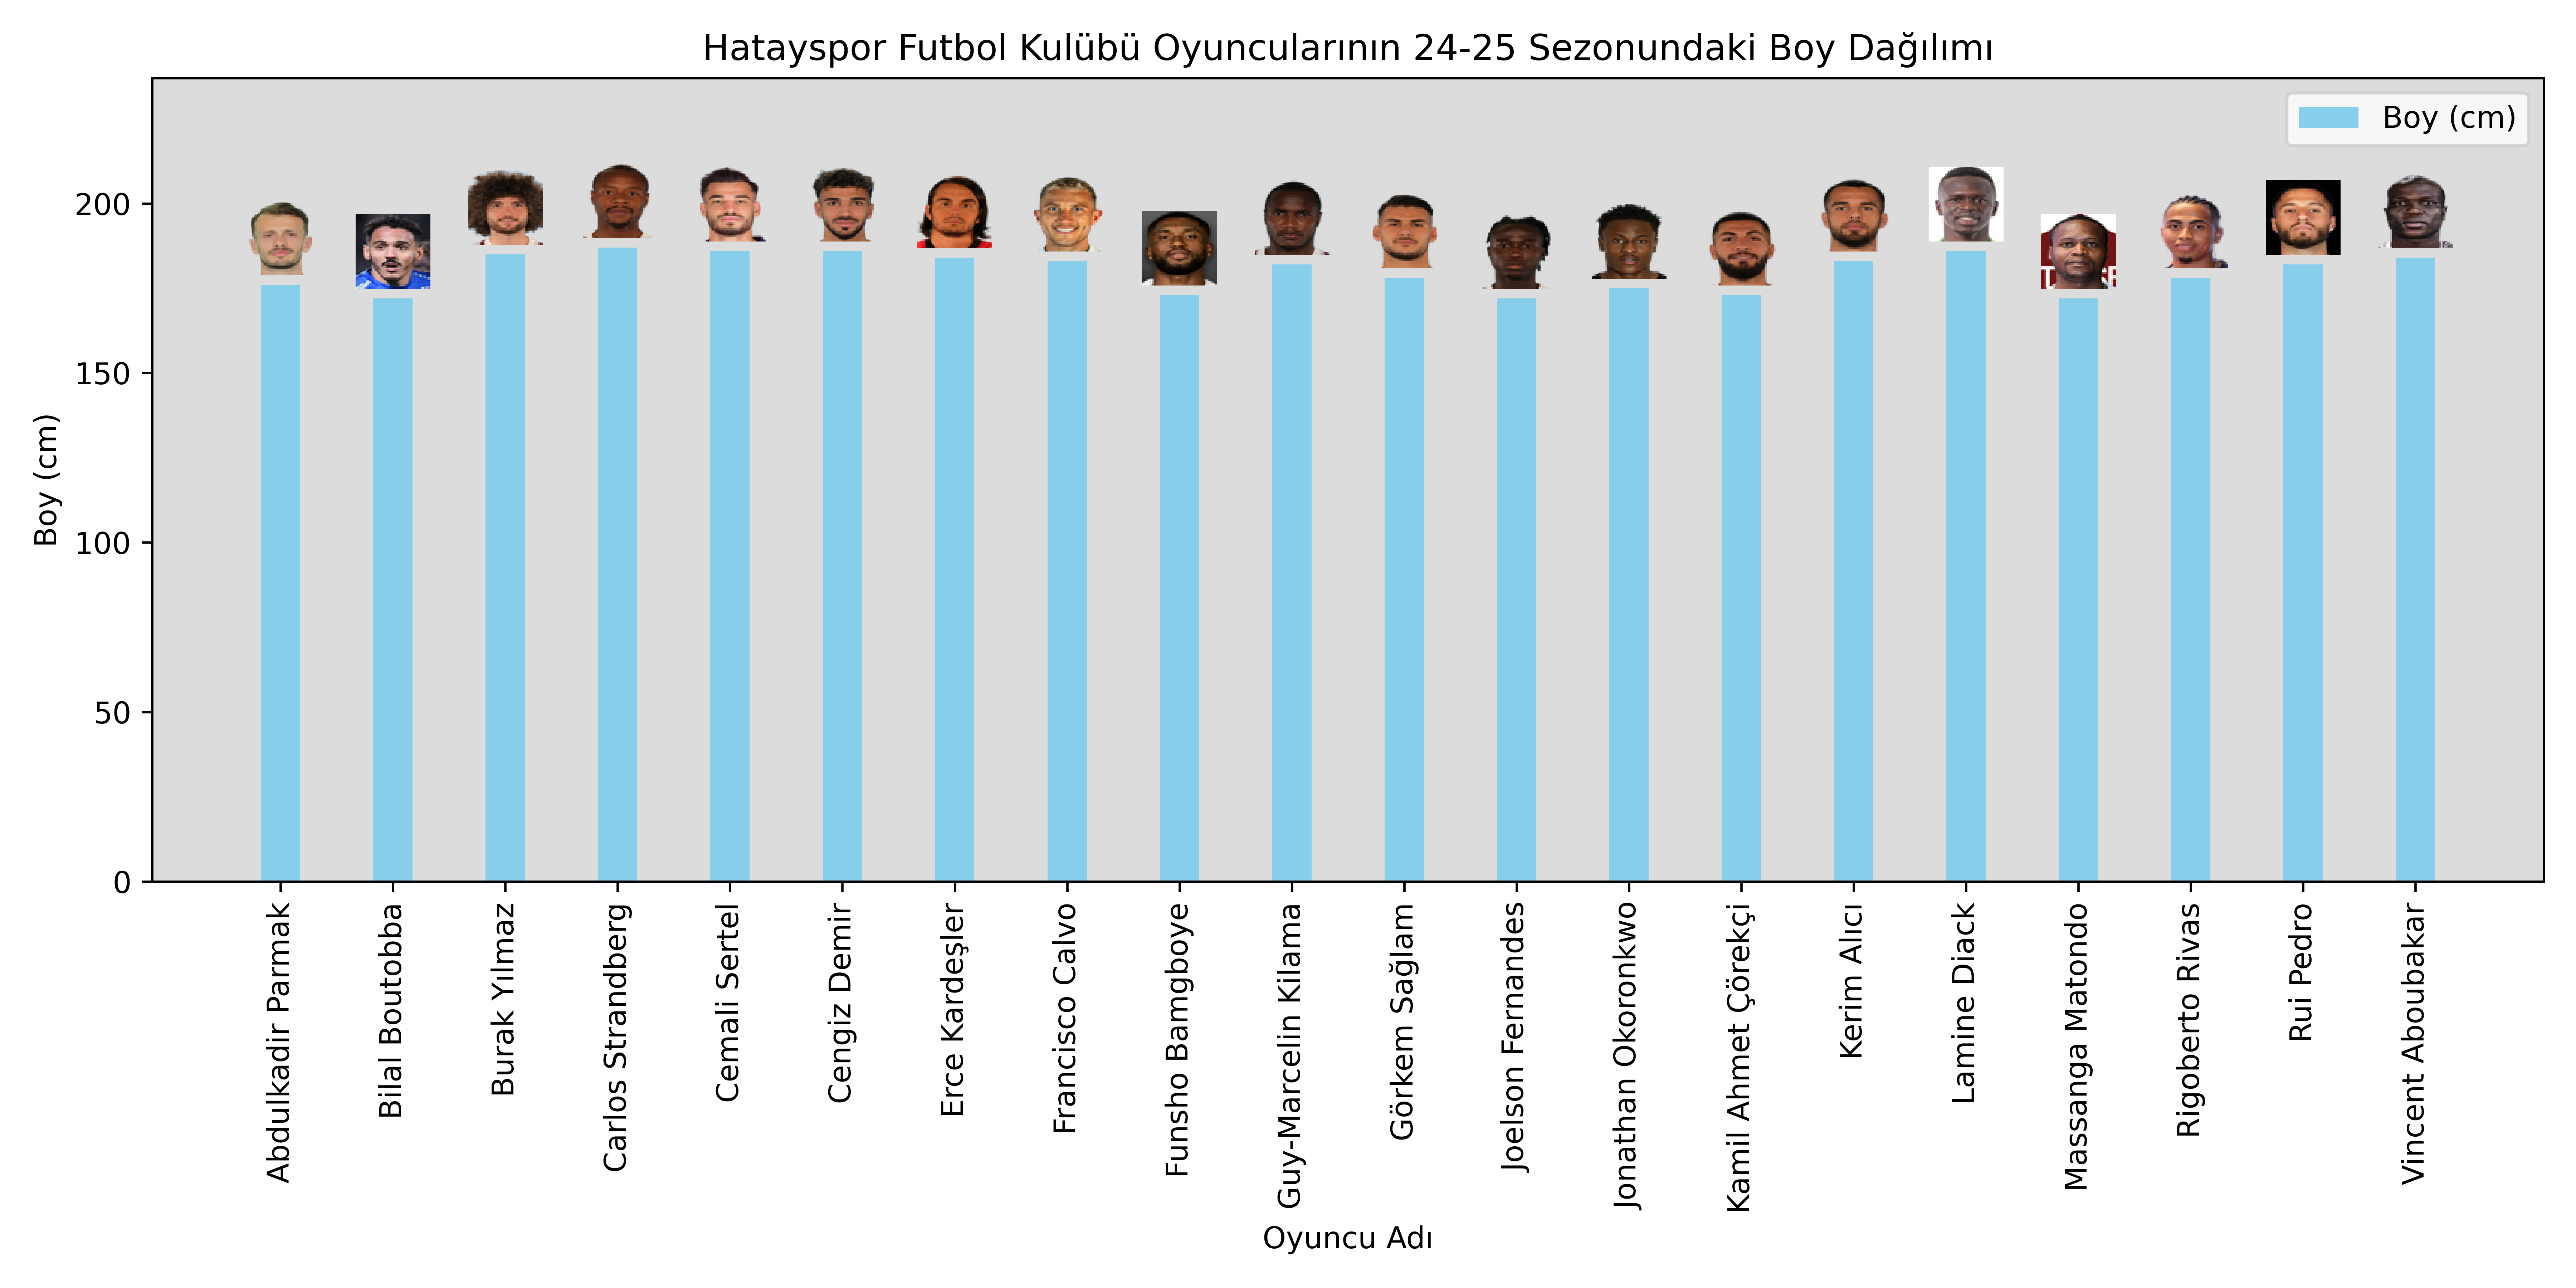 Hatayspor Futbol Kulübü Oyuncularının 24-25 Sezonundaki Boy Dağılımı
Boy (cm)
Boy (cm)
200
150
100
50
0
Abdulkadir Parmak
Bilal Boutobba
Burak Yılmaz
Carlos Strandberg
Cemali Sertel
Cengiz Demir
Erce Kardeşler
Francisco Calvo
Funsho Bamgboye
Guy-Marcelin Kilama
Görkem Sağlam
Joelson Fernandes
Jonathan Okoronkwo
Kamil Ahmet Çörekçi
Kerim Alıcı
Lamine Diack
Massanga Matondo
Rigoberto Rivas
Rui Pedro
Vincent Aboubakar
Oyuncu Adı